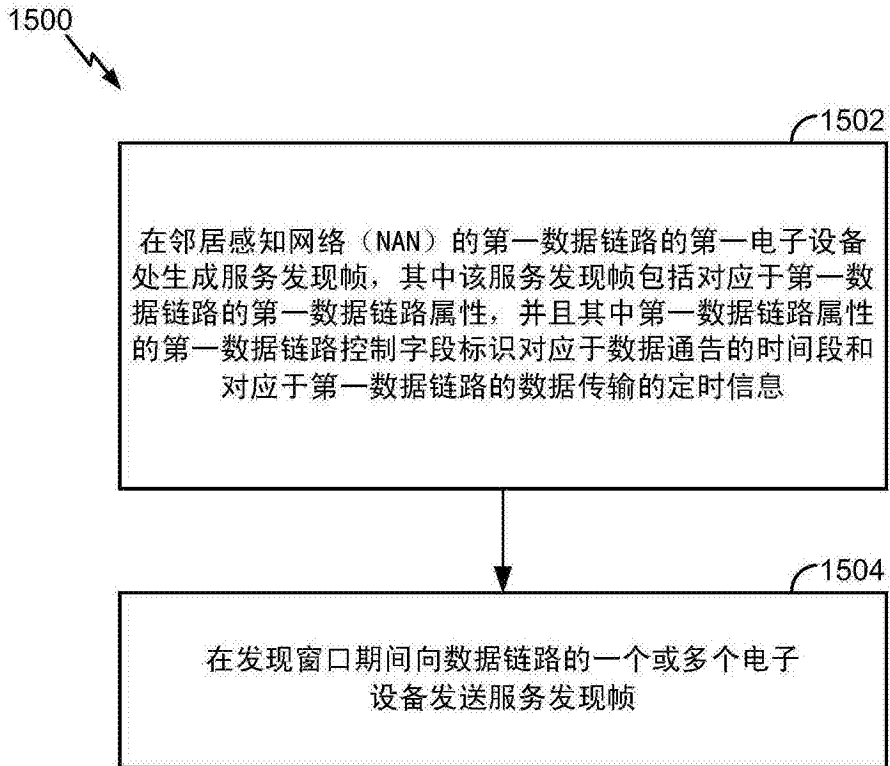 1500
1502
在邻居感知网络（NAN）的第一数据链路的第一电子设备
处生成服务发现帧，其中该服务发现帧包括对应于第一数
据链路的第一数据链路属性，并且其中第一数据链路属性
的第一数据链路控制字段标识对应于数据通告的时间段和
对应于第一数据链路的数据传输的定时信息
1504
在发现窗口期间向数据链路的一个或多个电子
设备发送服务发现帧